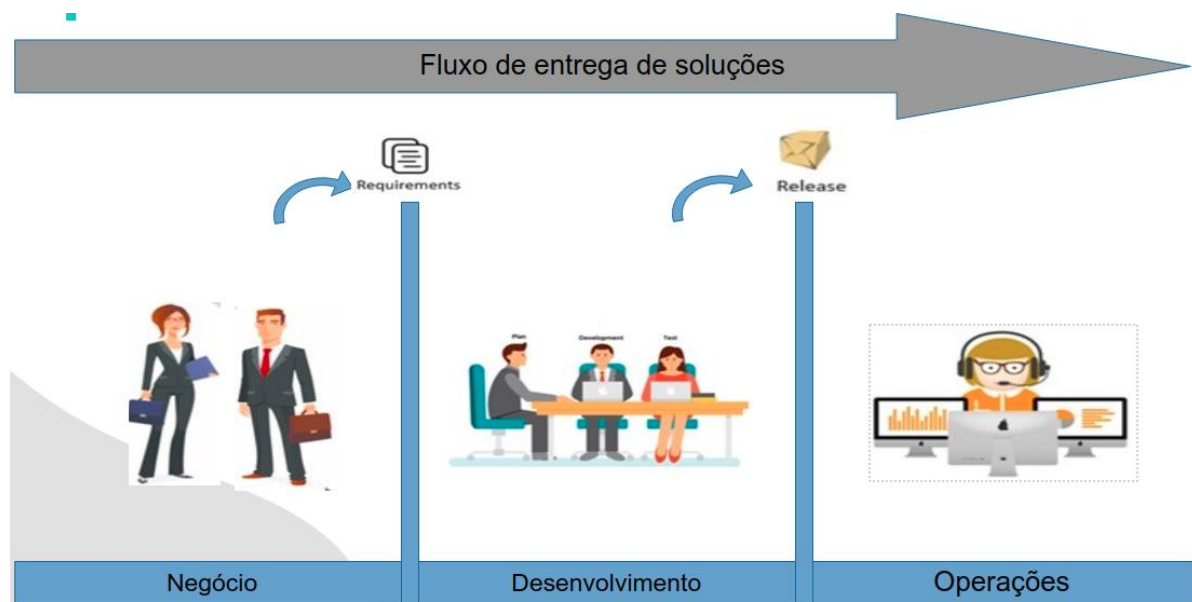 Fluxo de entrega de soluções
Requirements
Release
Plan
Development
Test
Negócio
Desenvolvimento
Operações